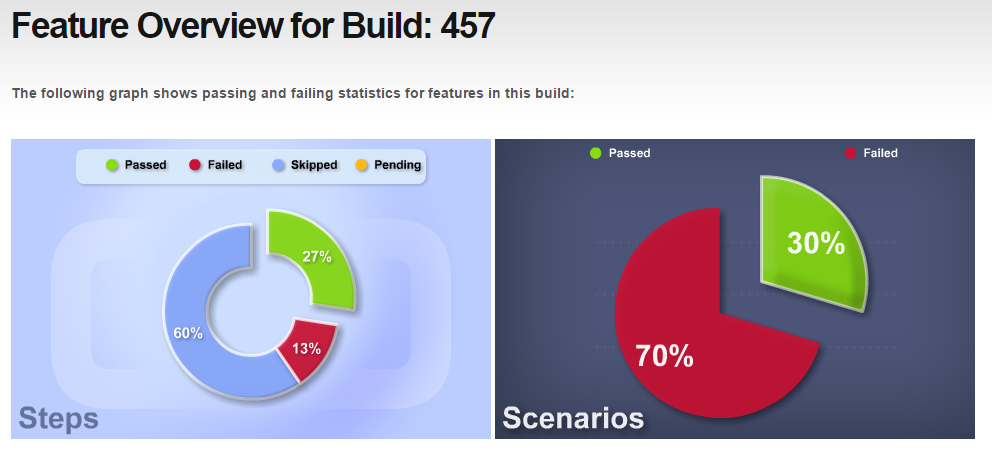 Feature Overview for Build: 457
The following graph shows passing and failing statistics for features in this build:
Passed Failed Skipped Pending
27%
60%
13%
Steps
Passed Failed
30%
70%
Scenarios